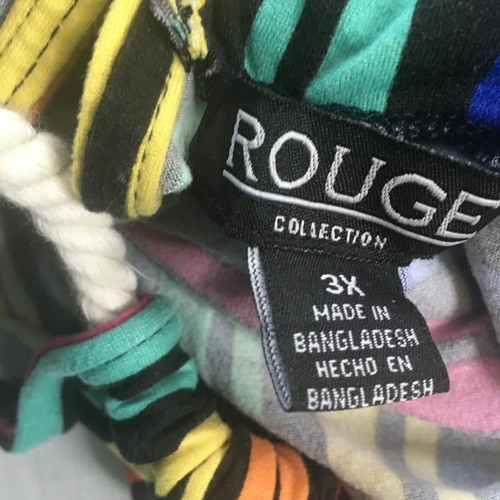 ROUGE
COLLECTION
3X
MADE IN
BANGLADESH
HECHO EN
BANGLADESH